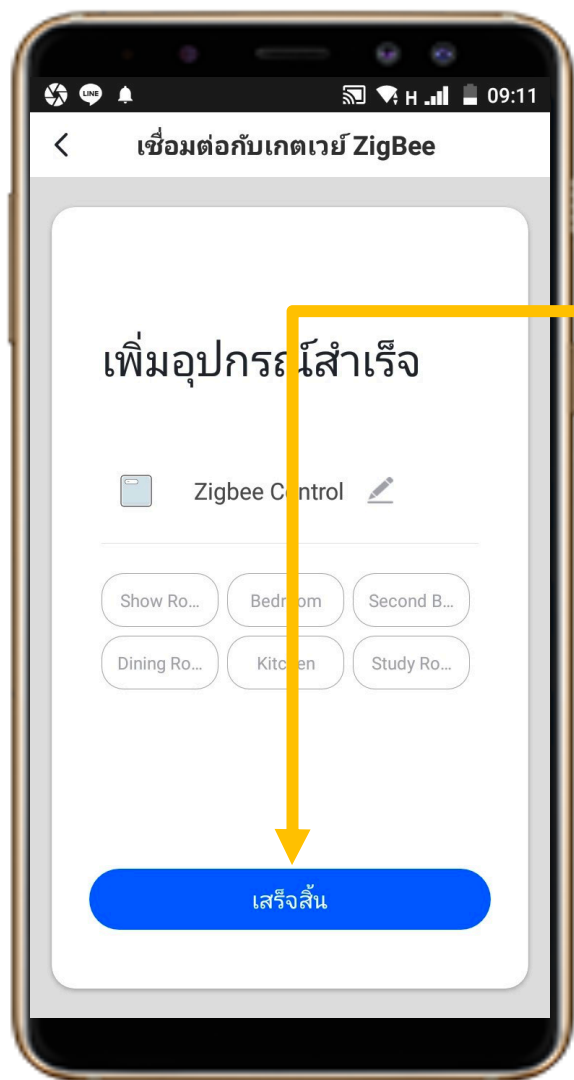 LINE
H
09:11
เชื่อมต่อกับเกตเวย์ ZigBee
เพิ่มอุปกรณ์สำเร็จ
Zigbee Control
Show Ro... Bedroom Second B...
Dining Ro... Kitchen Study Ro...
เสร็จสิ้น